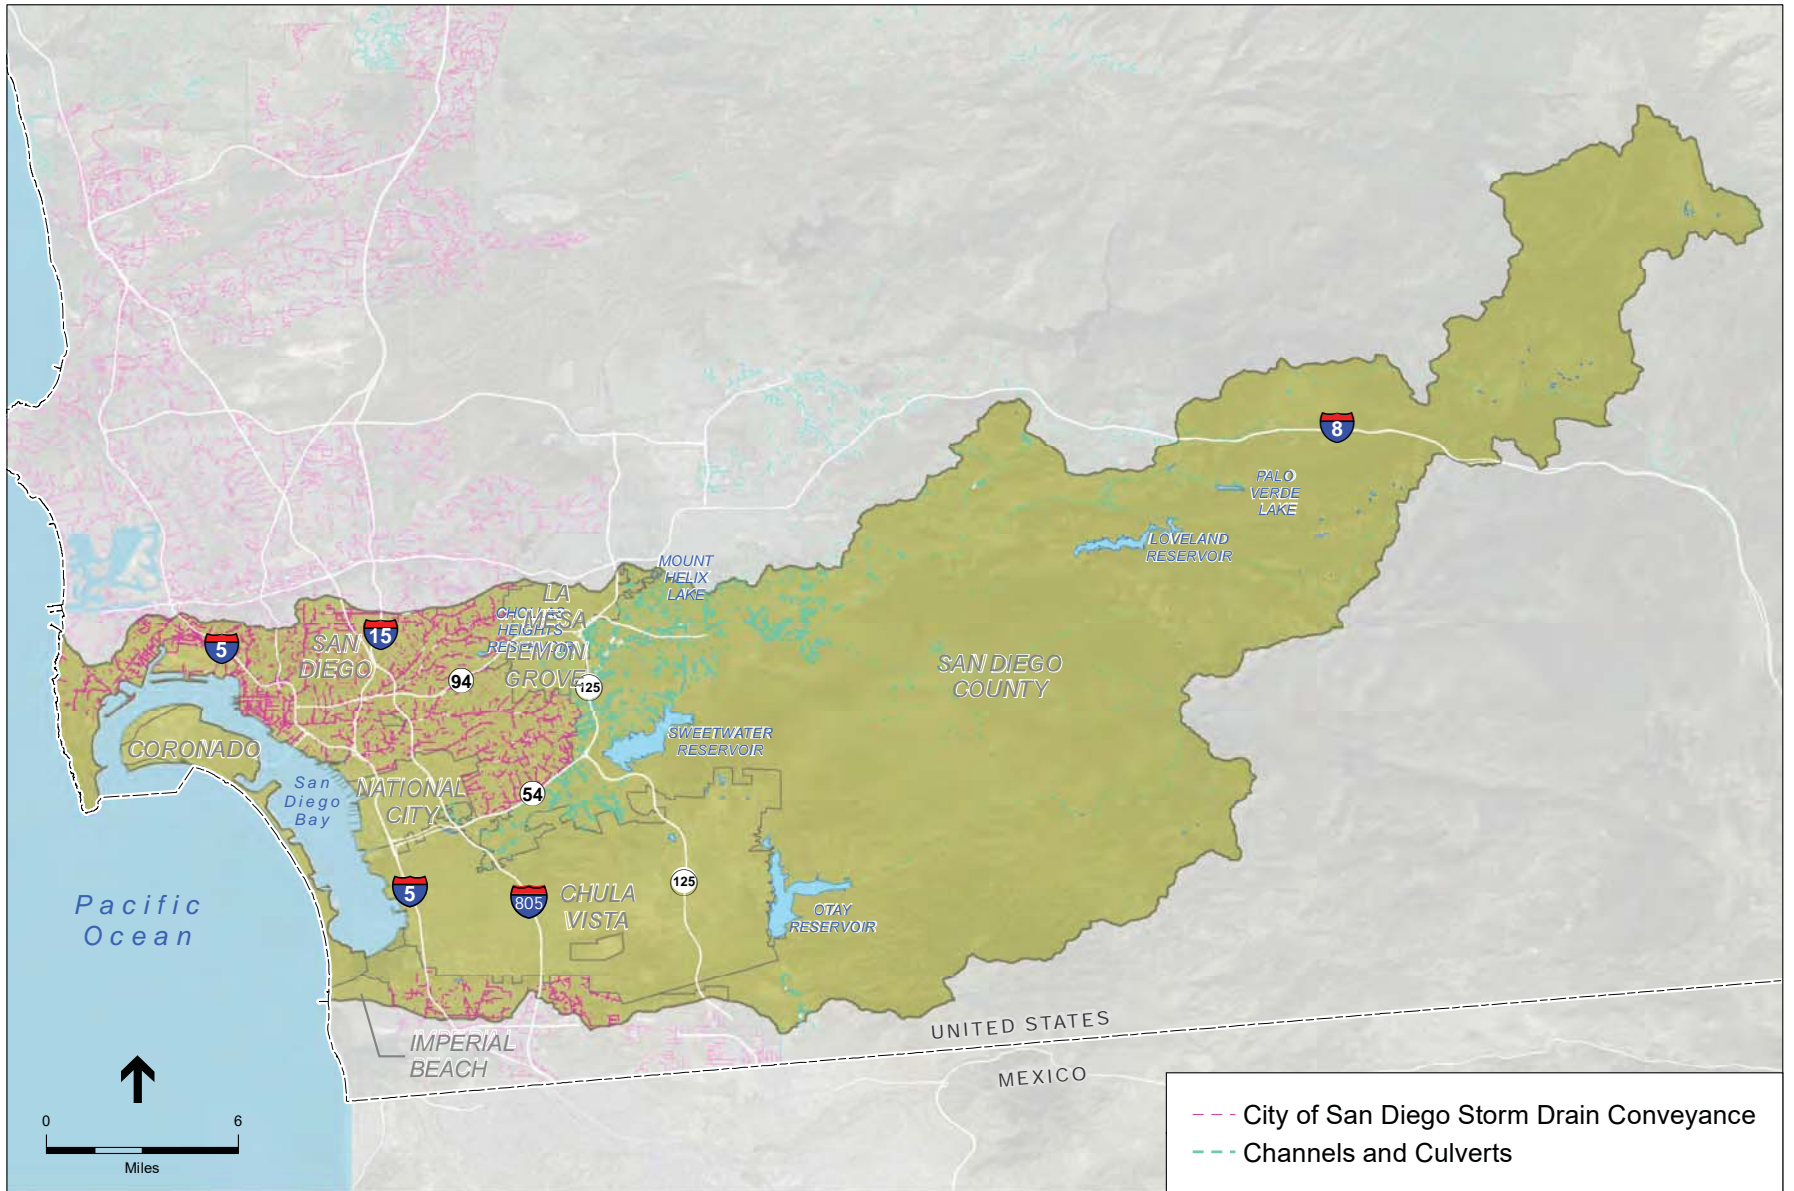 8
PALO
VERDE
LAKE
LOVELAND
RESERVOIR
MOUNT
HELIX
LAKE
LA
MESA
CHOLLAS
HEIGHTS
RESERVOIR
LEMON
GROVE
5
15
SAN
DIEGO
94
125
SAN DIEGO
COUNTY
SWEETWATER
RESERVOIR
CORONADO
San
Diego
Bay
NATIONAL
CITY
54
5
805
CHULA
VISTA
125
OTAY
RESERVOIR
Pacific
Ocean
IMPERIAL
BEACH
UNITED STATES
MEXICO
0 6
Miles
City of San Diego Storm Drain Conveyance
Channels and Culverts